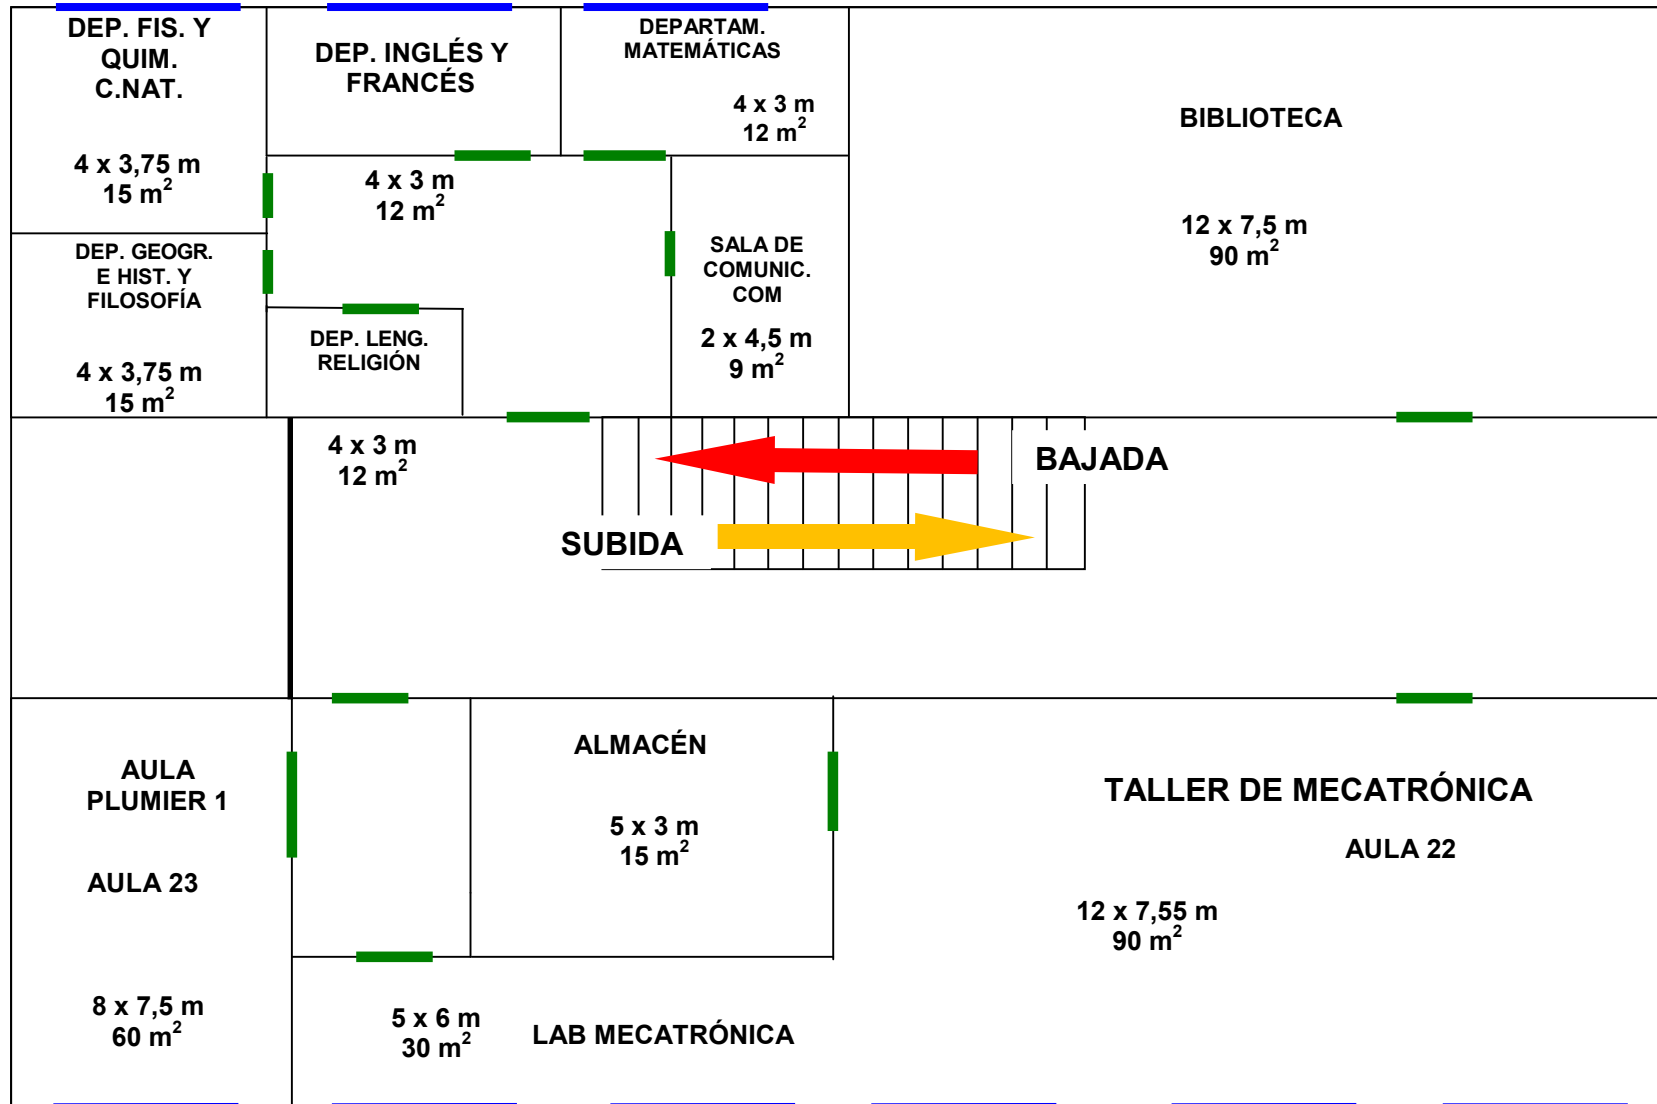 DEP. FIS. Y
QUIM.
C.NAT.
4 x 3,75 m
15 m²
DEP. INGLÉS Y
FRANCÉS
4 x 3 m
12 m²
DEPARTAM.
MATEMÁTICAS
4 x 3 m
12 m²
BIBLIOTECA
12 x 7,5 m
90 m²
DEP. GEOGR.
E HIST. Y
FILOSOFÍA
4 x 3,75 m
15 m²
DEP. LENG.
RELIGIÓN
4 x 3 m
12 m²
SALA DE
COMUNIC.
COM
2 x 4,5 m
9 m²
BAJADA
SUBIDA
AULA
PLUMIER 1
AULA 23
8 x 7,5 m
60 m²
ALMACÉN
5 x 3 m
15 m²
TALLER DE MECATRÓNICA
AULA 22
12 x 7,55 m
90 m²
5 x 6 m
30 m²
LAB MECATRÓNICA